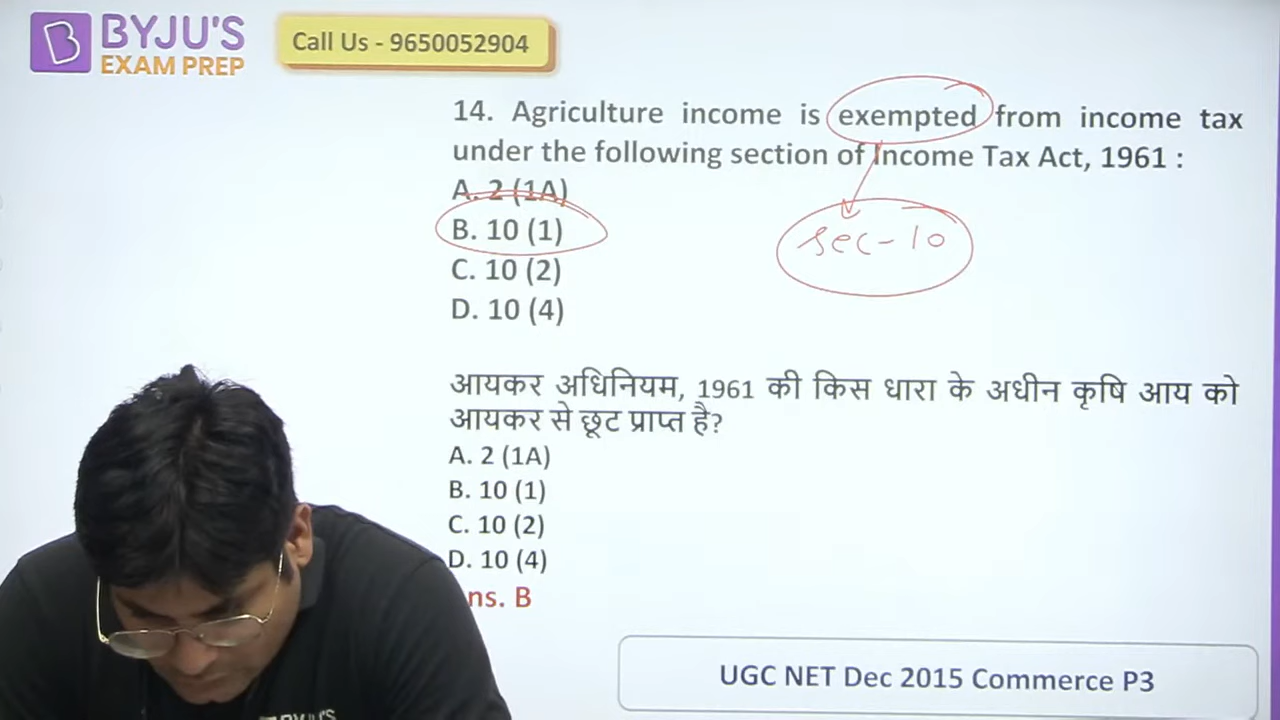 BYJU'S
EXAM PREP
Call Us - 9650052904
14. Agriculture income is exempted from income tax
under the following section of Income Tax Act, 1961 :
A. 2 (1A)
B. 10 (1)
sec-10
C. 10 (2)
D. 10 (4)
आयकर अधिनियम, 1961 की किस धारा के अधीन कृषि आय को
आयकर से छूट प्राप्त है?
A. 2 (1A)
B. 10 (1)
C. 10 (2)
D. 10 (4)
ns. B
UGC NET Dec 2015 Commerce P3
BYJU'S